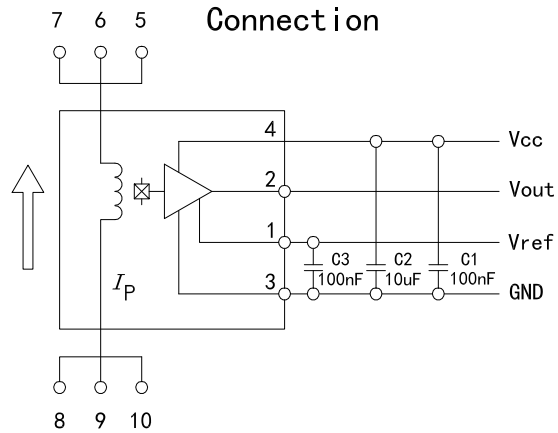 Connection
7 6 5
4 Vcc
2 Vout
1 Vref
C3 C2 C1
100nF 10uF 100nF
3 GND
IP
8 9 10